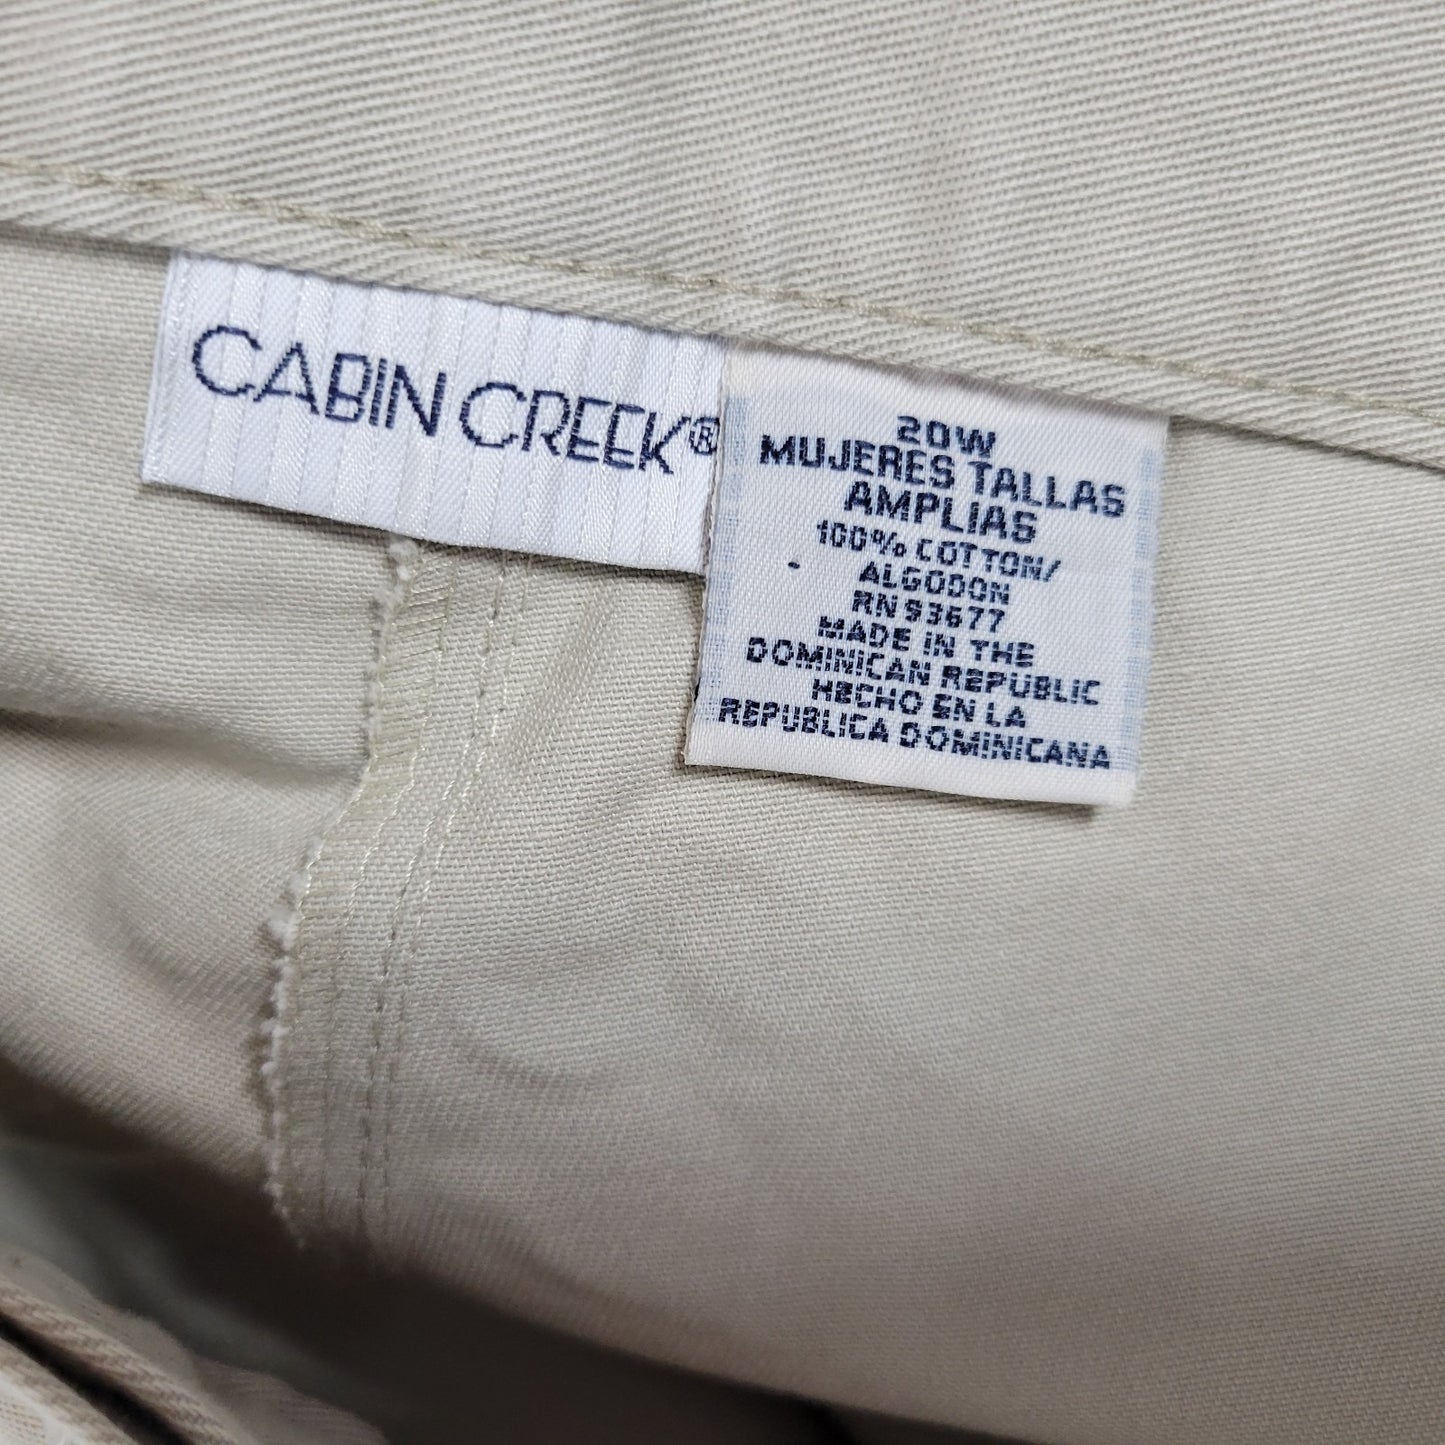 CABIN CREEK®
20W
MUJERES TALLAS
AMPLIAS
100% COTTON/
ALGODON
RN 93677
MADE IN THE
DOMINICAN REPUBLIC
HECHO EN LA
REPUBLICA DOMINICANA